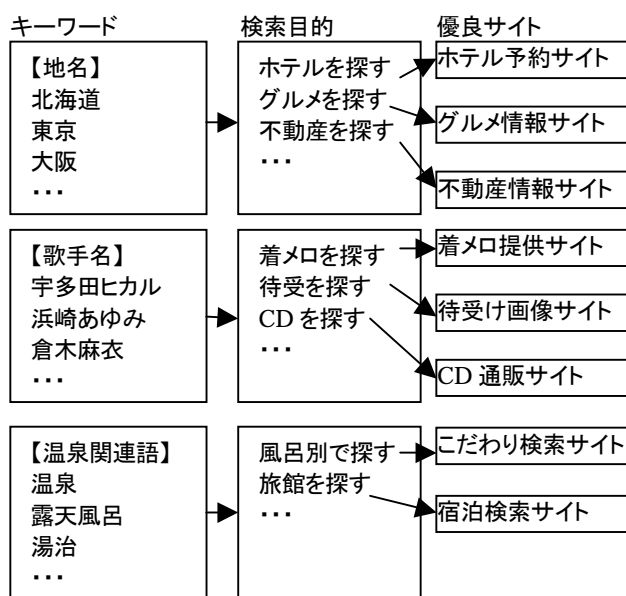 キーワード
検索目的
優良サイト
【地名】
北海道
東京
大阪
・・・
ホテルを探す
グルメを探す
不動産を探す
・・・
ホテル予約サイト
グルメ情報サイト
不動産情報サイト
【歌手名】
宇多田ヒカル
浜崎あゆみ
倉木麻衣
・・・
着メロを探す
待受を探す
CDを探す
・・・
着メロ提供サイト
待受け画像サイト
CD 通販サイト
【温泉関連語】
温泉
露天風呂
湯治
・・・
風呂別で探す
旅館を探す
・・・
こだわり検索サイト
宿泊検索サイト